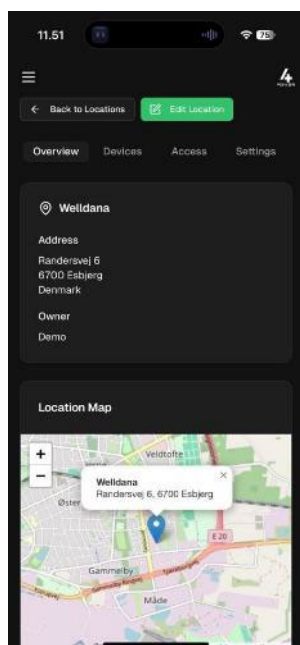 11.51
75
4
← Back to Locations
Edit Location
Overview
Devices
Access
Settings
Welldana
Address
Randersvej 6
6700 Esbjerg
Denmark
Owner
Demo
Location Map
+
−
Veldtofte
Welldana
Randersvej 6, 6700 Esbjerg
×
Øster
E 20
Gammelby
Måde